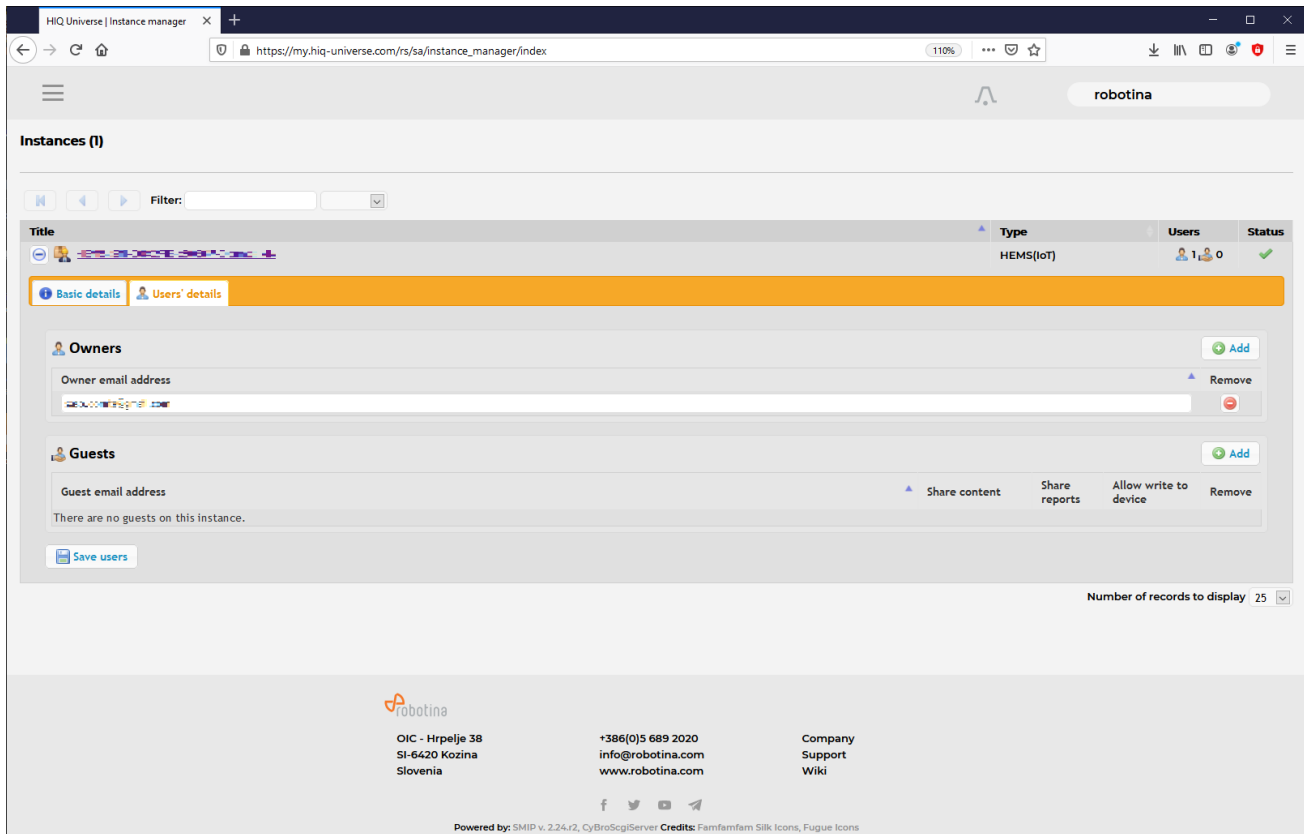 HIQ Universe | Instance manager
https://my.hiq-universe.com/rs/sa/instance_manager/index
110%
robotina
Instances (1)
Filter:
Title Type Users Status
HEMS(IoT) 1 0
Basic details Users' details
Owners Add
Owner email address Remove
Guests Add
Guest email address Share content Share reports Allow write to device Remove
There are no guests on this instance.
Save users
Number of records to display 25
robotina
OIC - Hrpelje 38 +386(0)5 689 2020 Company
SI-6420 Kozina info@robotina.com Support
Slovenia www.robotina.com Wiki
Powered by: SMIP v. 2.24.r2, CyBroScgiServer Credits: Famfamfam Silk Icons, Fugue Icons